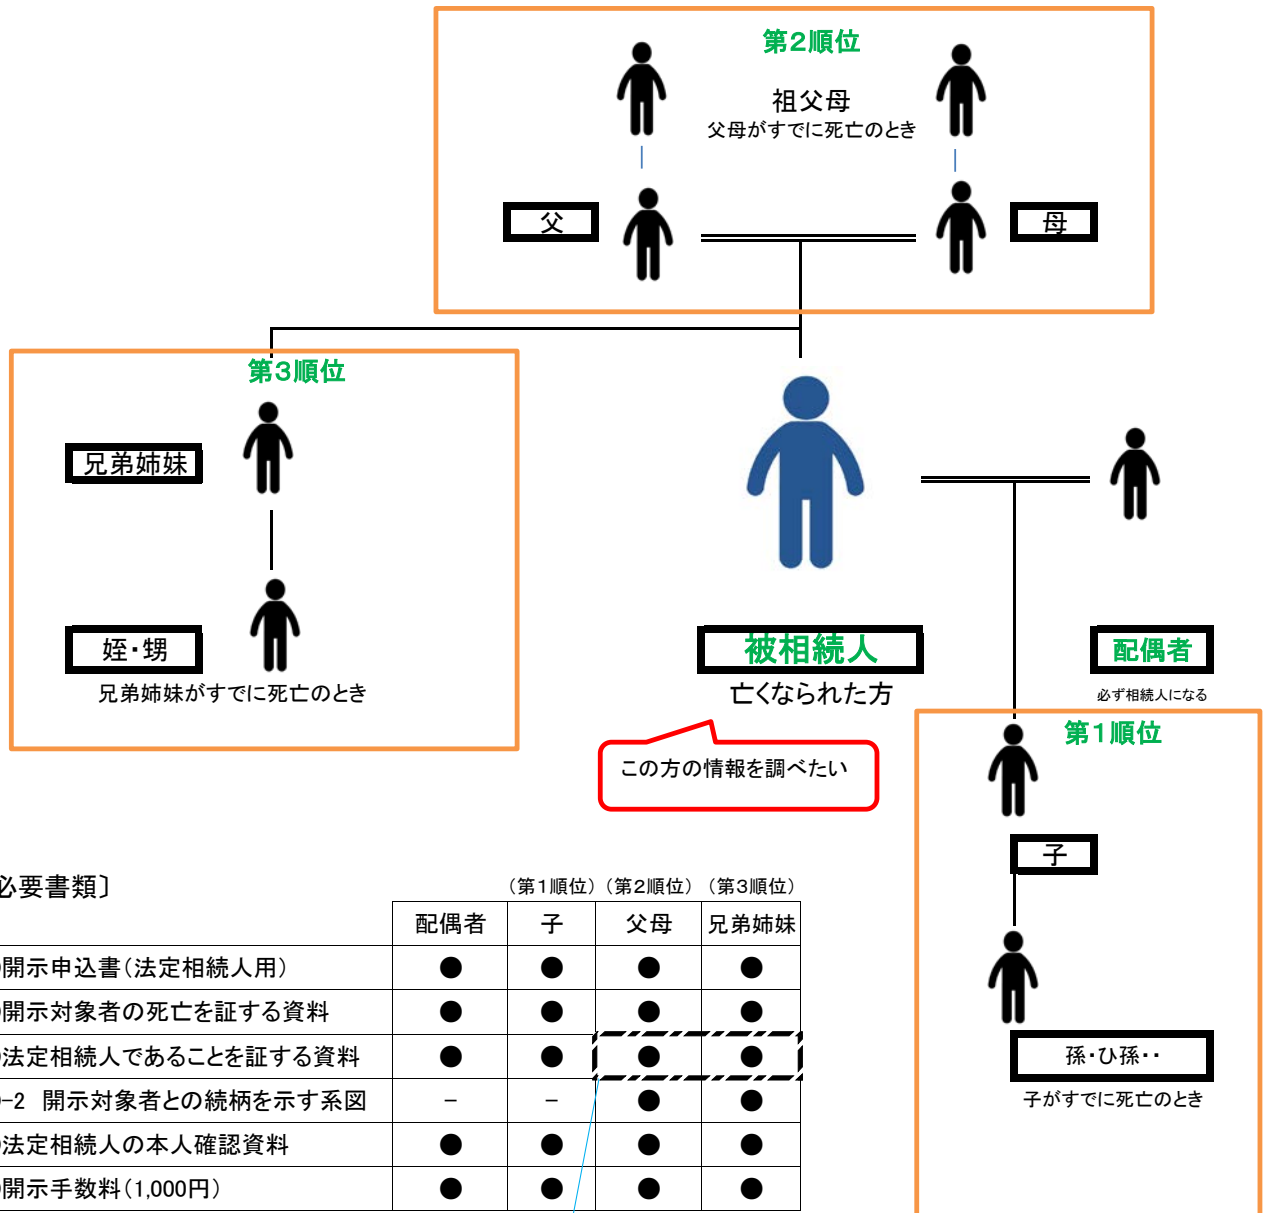 第2順位
祖父母
父母がすでに死亡のとき
父
母
第3順位
兄弟姉妹
姪・甥
兄弟姉妹がすでに死亡のとき
被相続人
亡くなられた方
配偶者
必ず相続人になる
この方の情報を調べたい
第1順位
子
孫・ひ孫・・
子がすでに死亡のとき
必要書類〕
（第1順位）（第2順位）（第3順位）
配偶者 子 父母 兄弟姉妹
開示申込書（法定相続人用） ● ● ● ●
開示対象者の死亡を証する資料 ● ● ● ●
法定相続人であることを証する資料 ● ● ● ●
-2 開示対象者との続柄を示す系図 － － ● ●
法定相続人の本人確認資料 ● ● ● ●
開示手数料（1,000円） ● ● ● ●